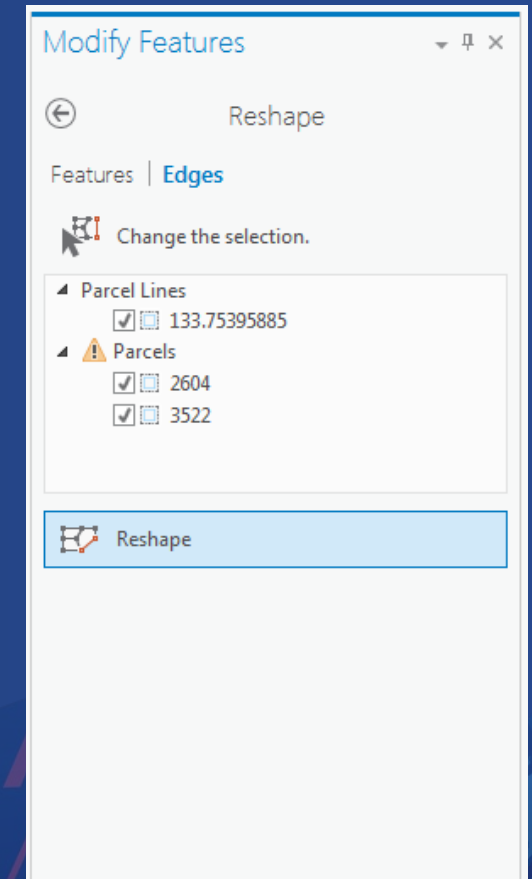 Modify Features
Reshape
Features | Edges
Change the selection.
Parcel Lines
133.75395885
Parcels
2604
3522
Reshape